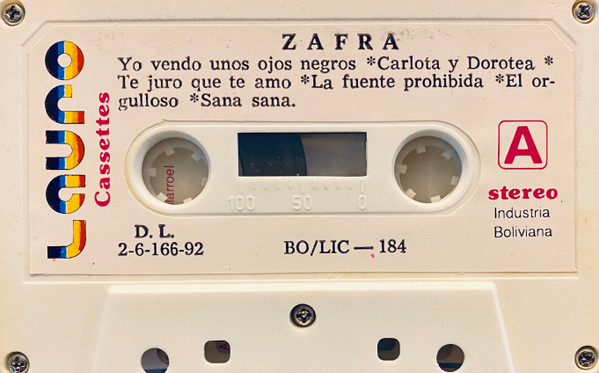 ZAFRA
Yo vendo unos ojos negros *Carlota y Dorotea *
Te juro que te amo *La fuente prohibida *El or-
gulloso *Sana sana.
LAURO
Cassettes
A
stereo
Industria
Boliviana
100 50 0
D. L.
2-6-166-92
BO/LIC — 184